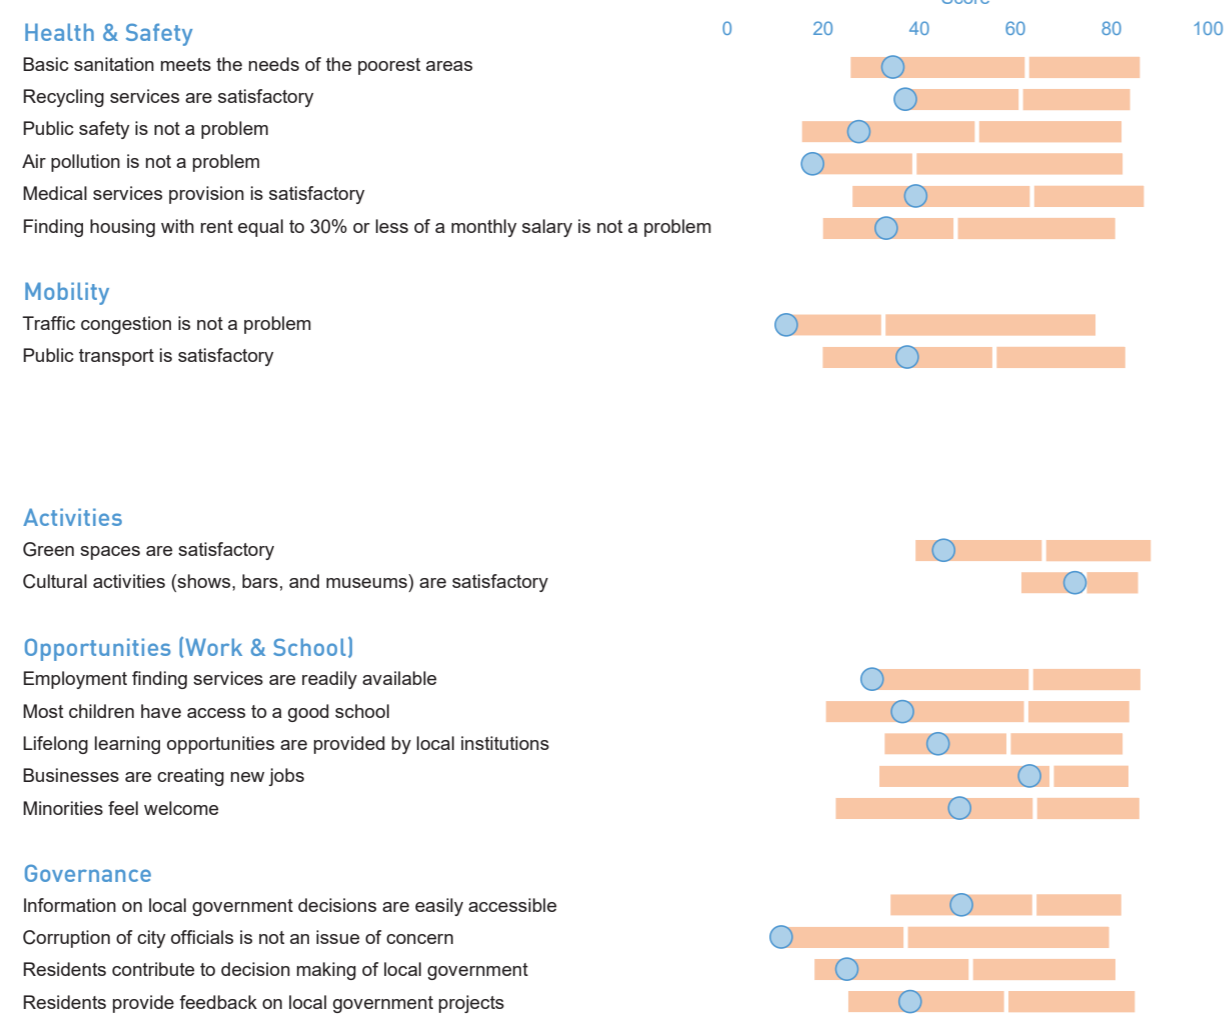 Score
Health & Safety
0 20 40 60 80 100
Basic sanitation meets the needs of the poorest areas
Recycling services are satisfactory
Public safety is not a problem
Air pollution is not a problem
Medical services provision is satisfactory
Finding housing with rent equal to 30% or less of a monthly salary is not a problem
Mobility
Traffic congestion is not a problem
Public transport is satisfactory
Activities
Green spaces are satisfactory
Cultural activities (shows, bars, and museums) are satisfactory
Opportunities (Work & School)
Employment finding services are readily available
Most children have access to a good school
Lifelong learning opportunities are provided by local institutions
Businesses are creating new jobs
Minorities feel welcome
Governance
Information on local government decisions are easily accessible
Corruption of city officials is not an issue of concern
Residents contribute to decision making of local government
Residents provide feedback on local government projects